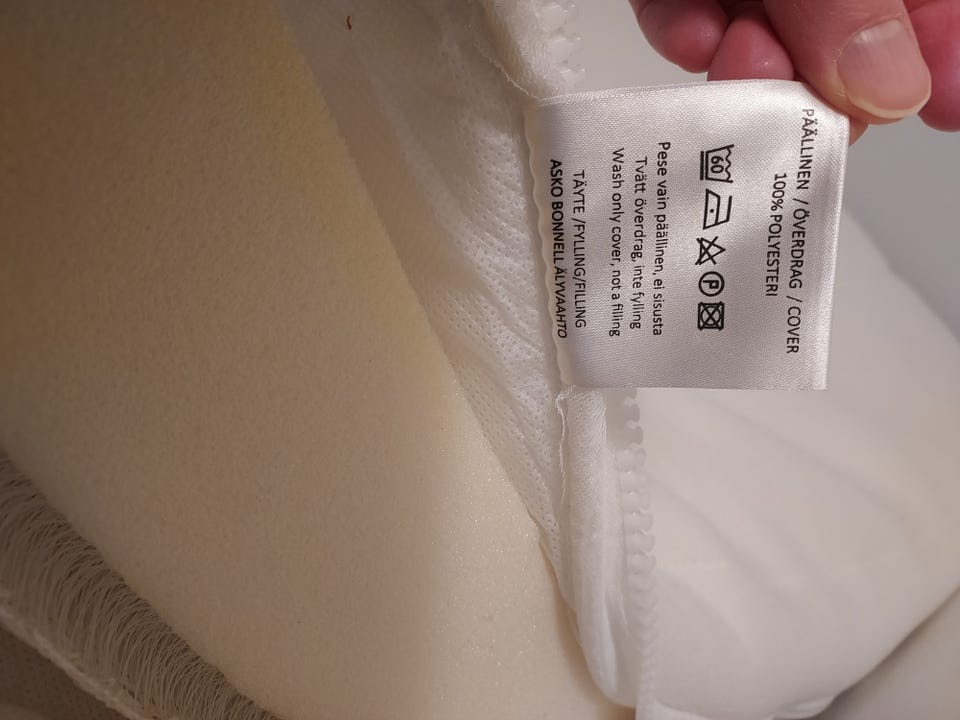 PÄÄLLINEN /ÖVERDRAG /COVER
100%POLYESTERI
60 P
Pese vain päällinen, ei sisusta
Tvätt överdrag, inte fylling
Wash only cover, not a filling
TÄYTE /FYLLING/FILLING
ASKO BONNELL ÄLYVAAHTO